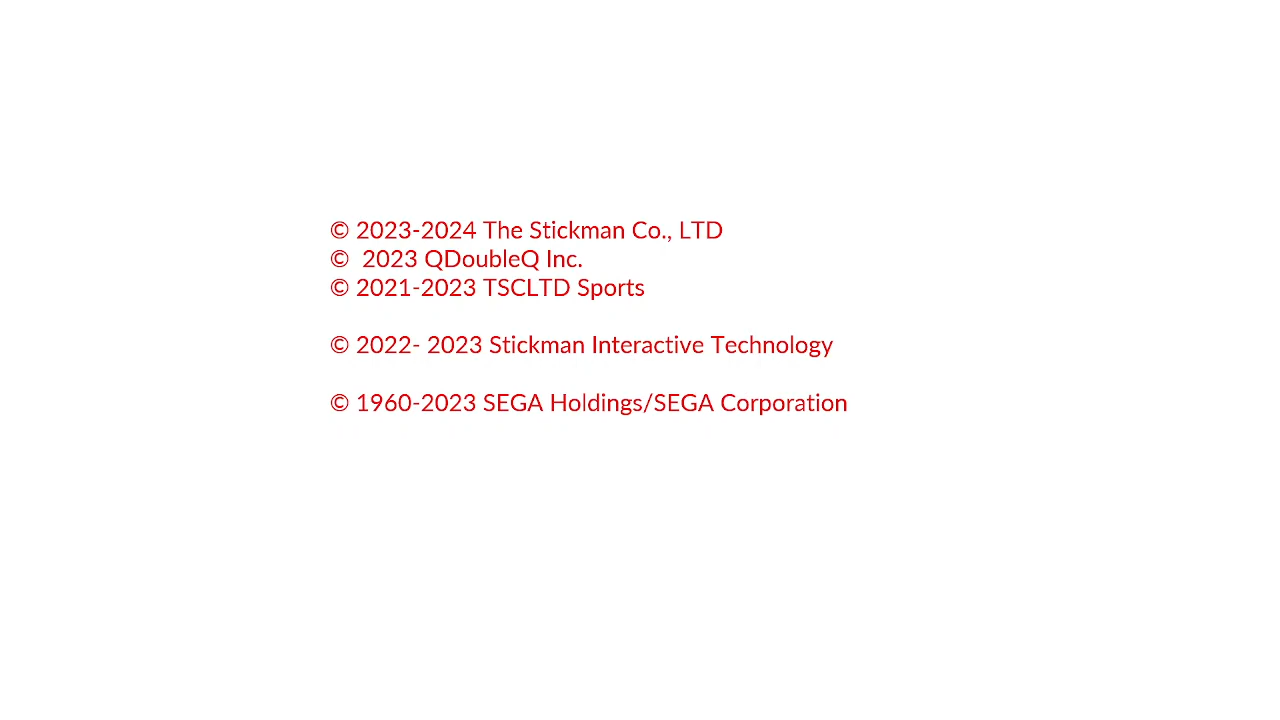 © 2023-2024 The Stickman Co., LTD
©  2023 QDoubleQ Inc.
© 2021-2023 TSCLTD Sports
© 2022- 2023 Stickman Interactive Technology
© 1960-2023 SEGA Holdings/SEGA Corporation